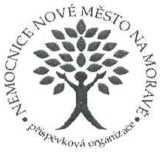 NEMOCNICE NOVÉ MĚSTO NA MORAVĚ
příspěvková organizace